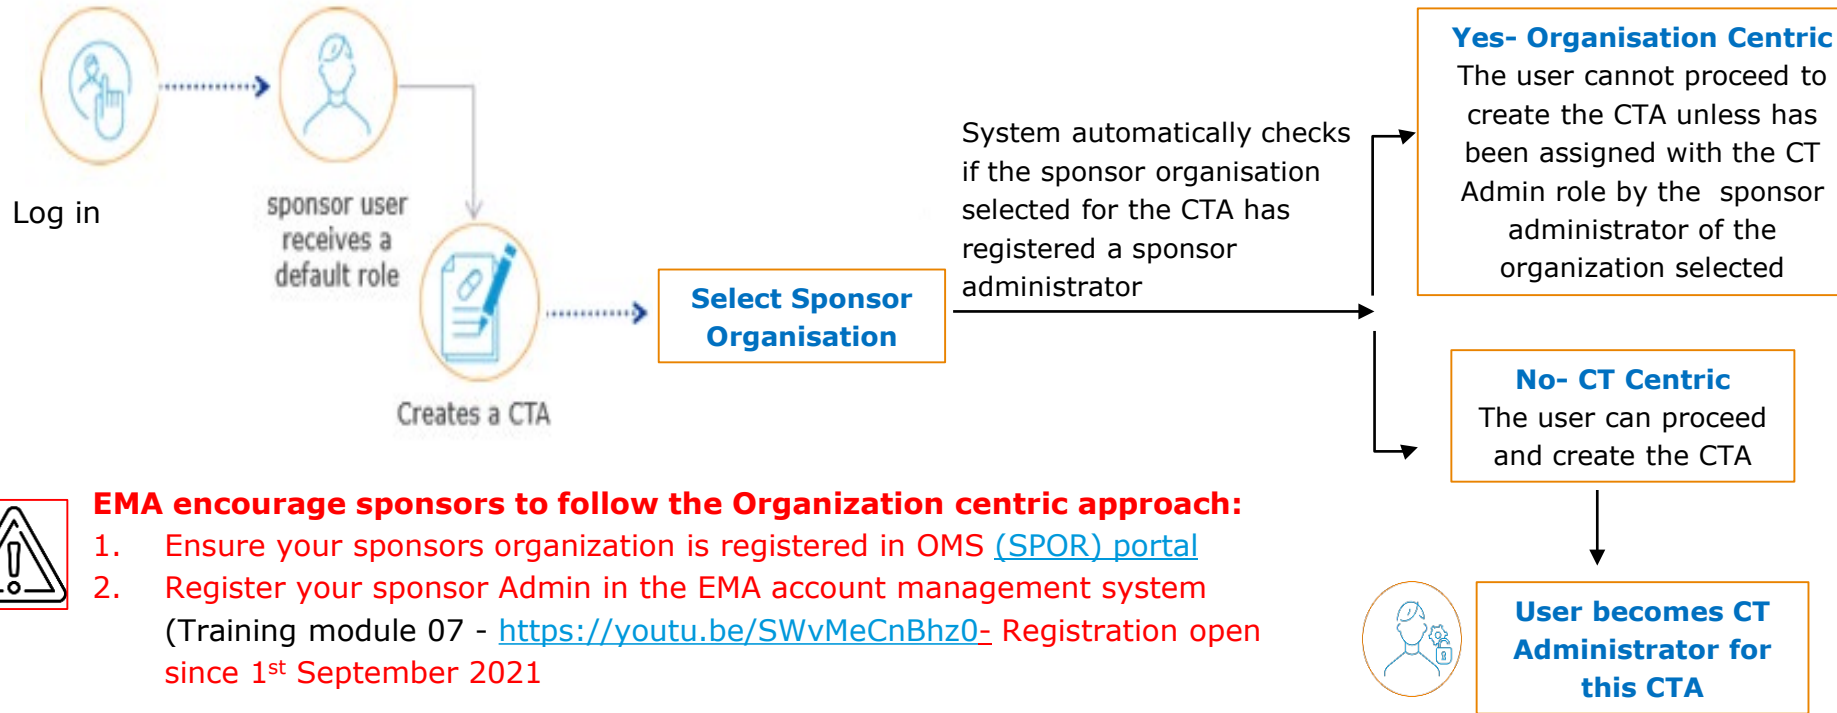 Log in
sponsor user
receives a
default role
Creates a CTA
Select Sponsor
Organisation
System automatically checks
if the sponsor organisation
selected for the CTA has
registered a sponsor
administrator
Yes- Organisation Centric
The user cannot proceed to
create the CTA unless has
been assigned with the CT
Admin role by the sponsor
administrator of the
organization selected
No- CT Centric
The user can proceed
and create the CTA
User becomes CT
Administrator for
this CTA
EMA encourage sponsors to follow the Organization centric approach:
1. Ensure your sponsors organization is registered in OMS (SPOR) portal
2. Register your sponsor Admin in the EMA account management system
(Training module 07 - https://youtu.be/SWvMeCnBhz0- Registration open
since 1st September 2021